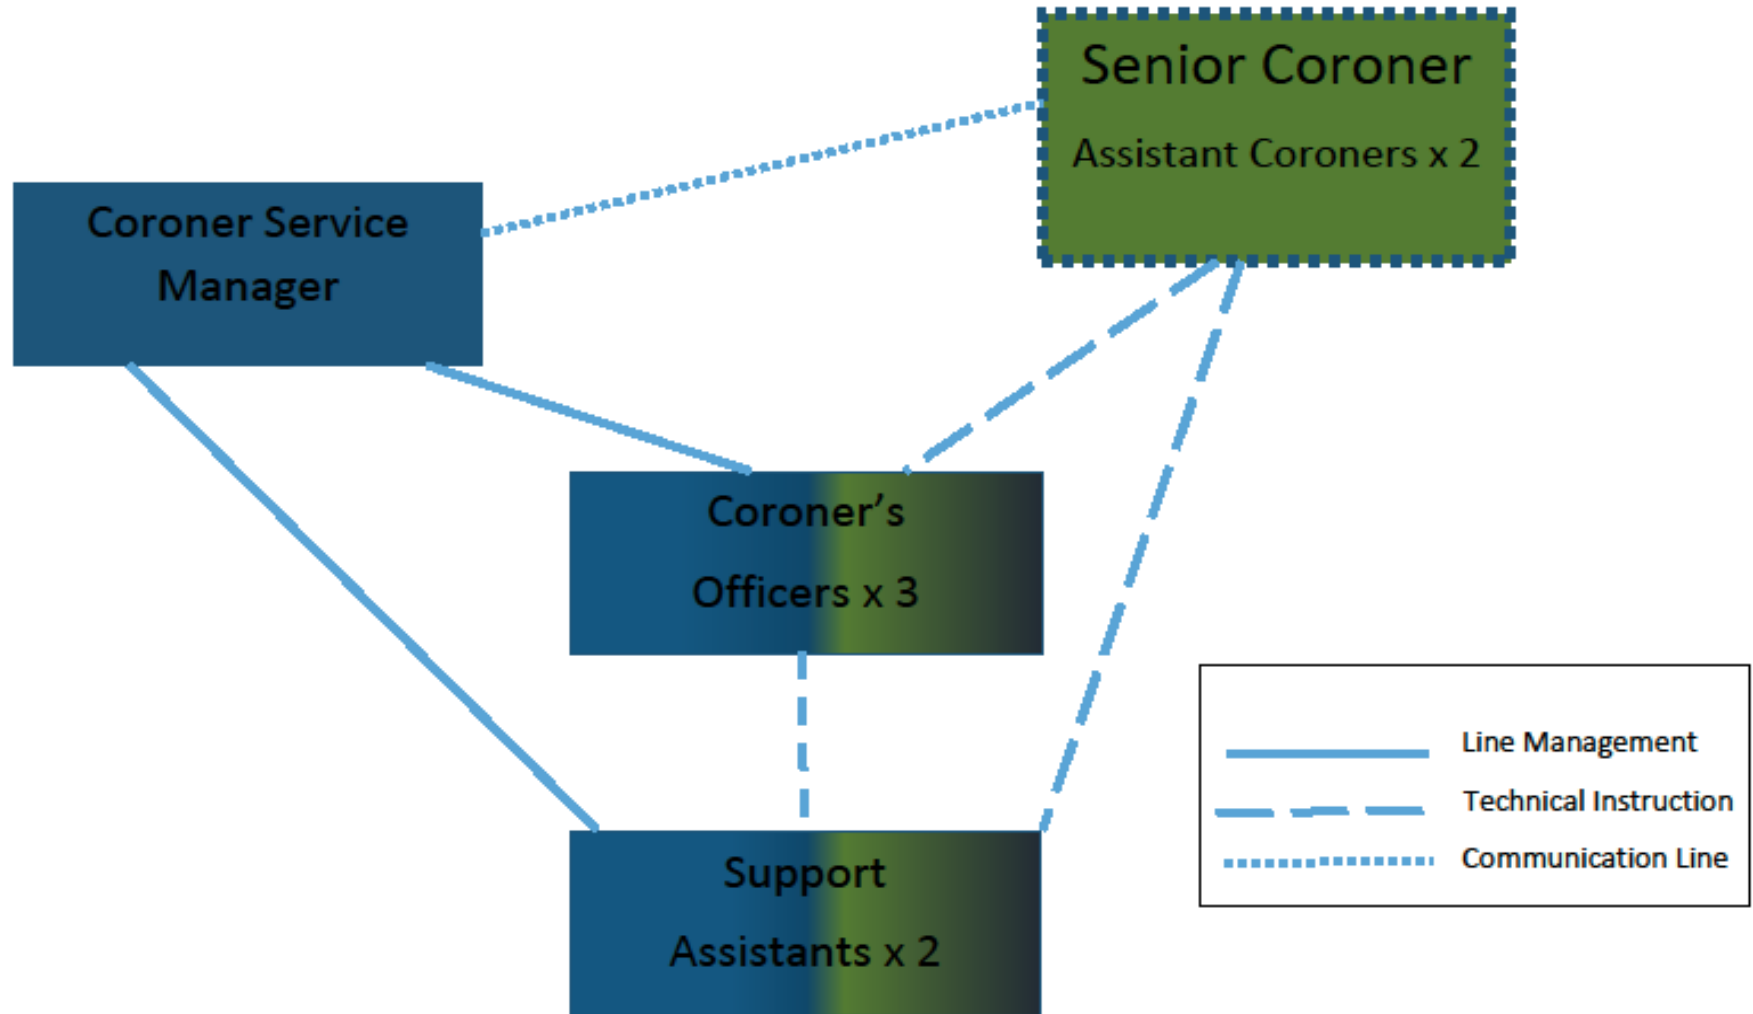 Senior Coroner
Assistant Coroners x 2
Coroner Service
Manager
Coroner’s
Officers x 3
Support
Assistants x 2
Line Management
Technical Instruction
Communication Line